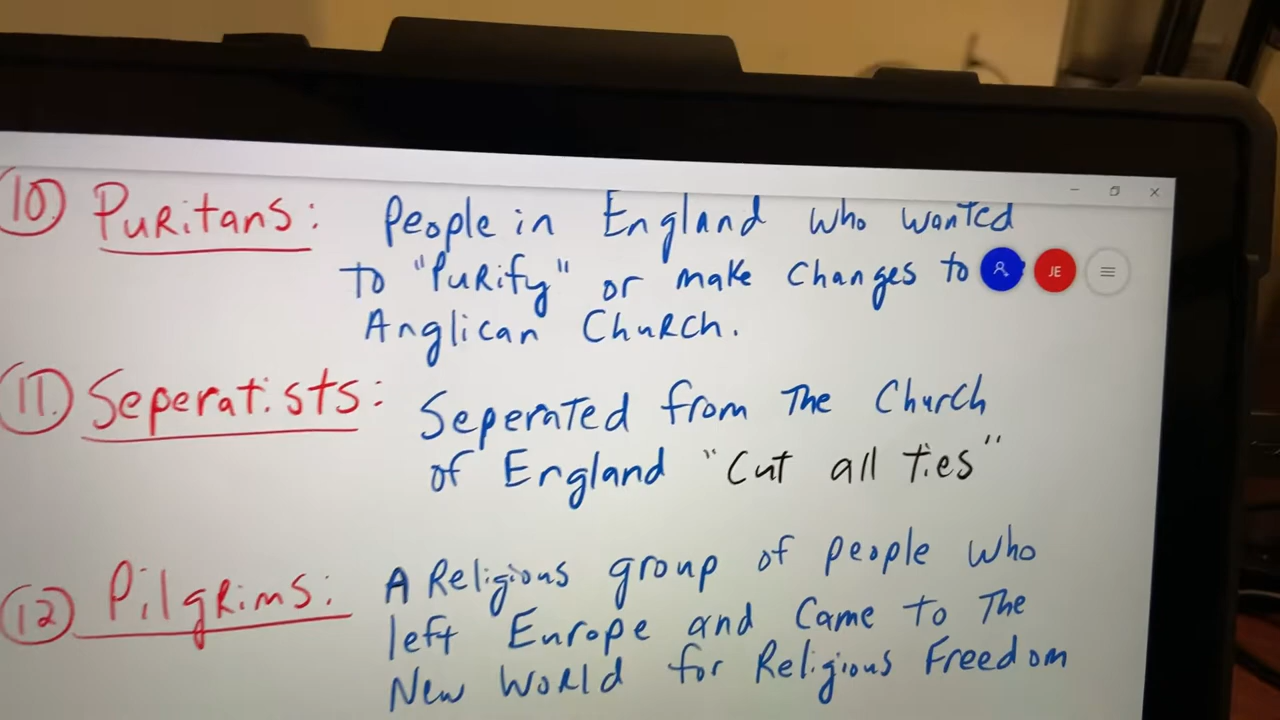 10) Puritans: People in England who wanted
to "Purify" or make changes to
Anglican Church.
JE
11) Seperatists: Seperated from the Church
of England "Cut all ties"
12) Pilgrims: A Religious group of people who
left Europe and Came to The
New World for Religious Freedom